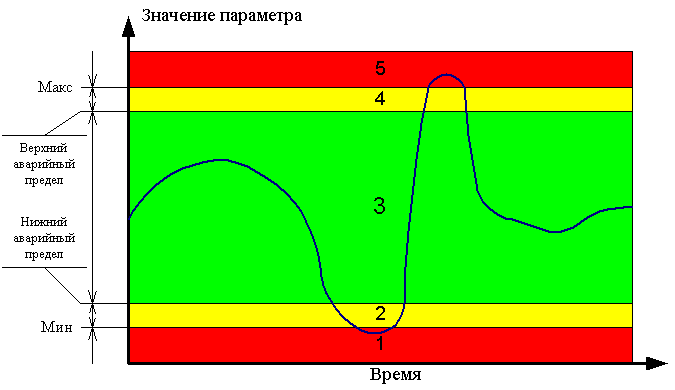 Значение параметра
5
Макс
4
Верхний
аварийный
предел
3
Нижний
аварийный
предел
2
Мин
1
Время